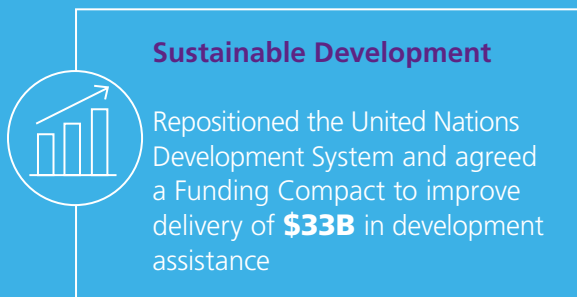 Sustainable Development
Repositioned the United Nations
Development System and agreed
a Funding Compact to improve
delivery of $33B in development
assistance